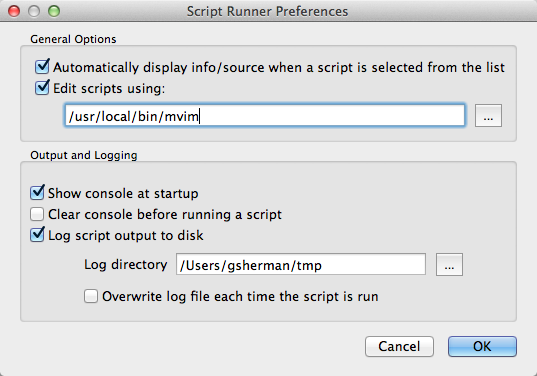 Script Runner Preferences
General Options
Automatically display info/source when a script is selected from the list
Edit scripts using:
/usr/local/bin/mvim
...
Output and Logging
Show console at startup
Clear console before running a script
Log script output to disk
Log directory /Users/gsherman/tmp ...
Overwrite log file each time the script is run
Cancel OK